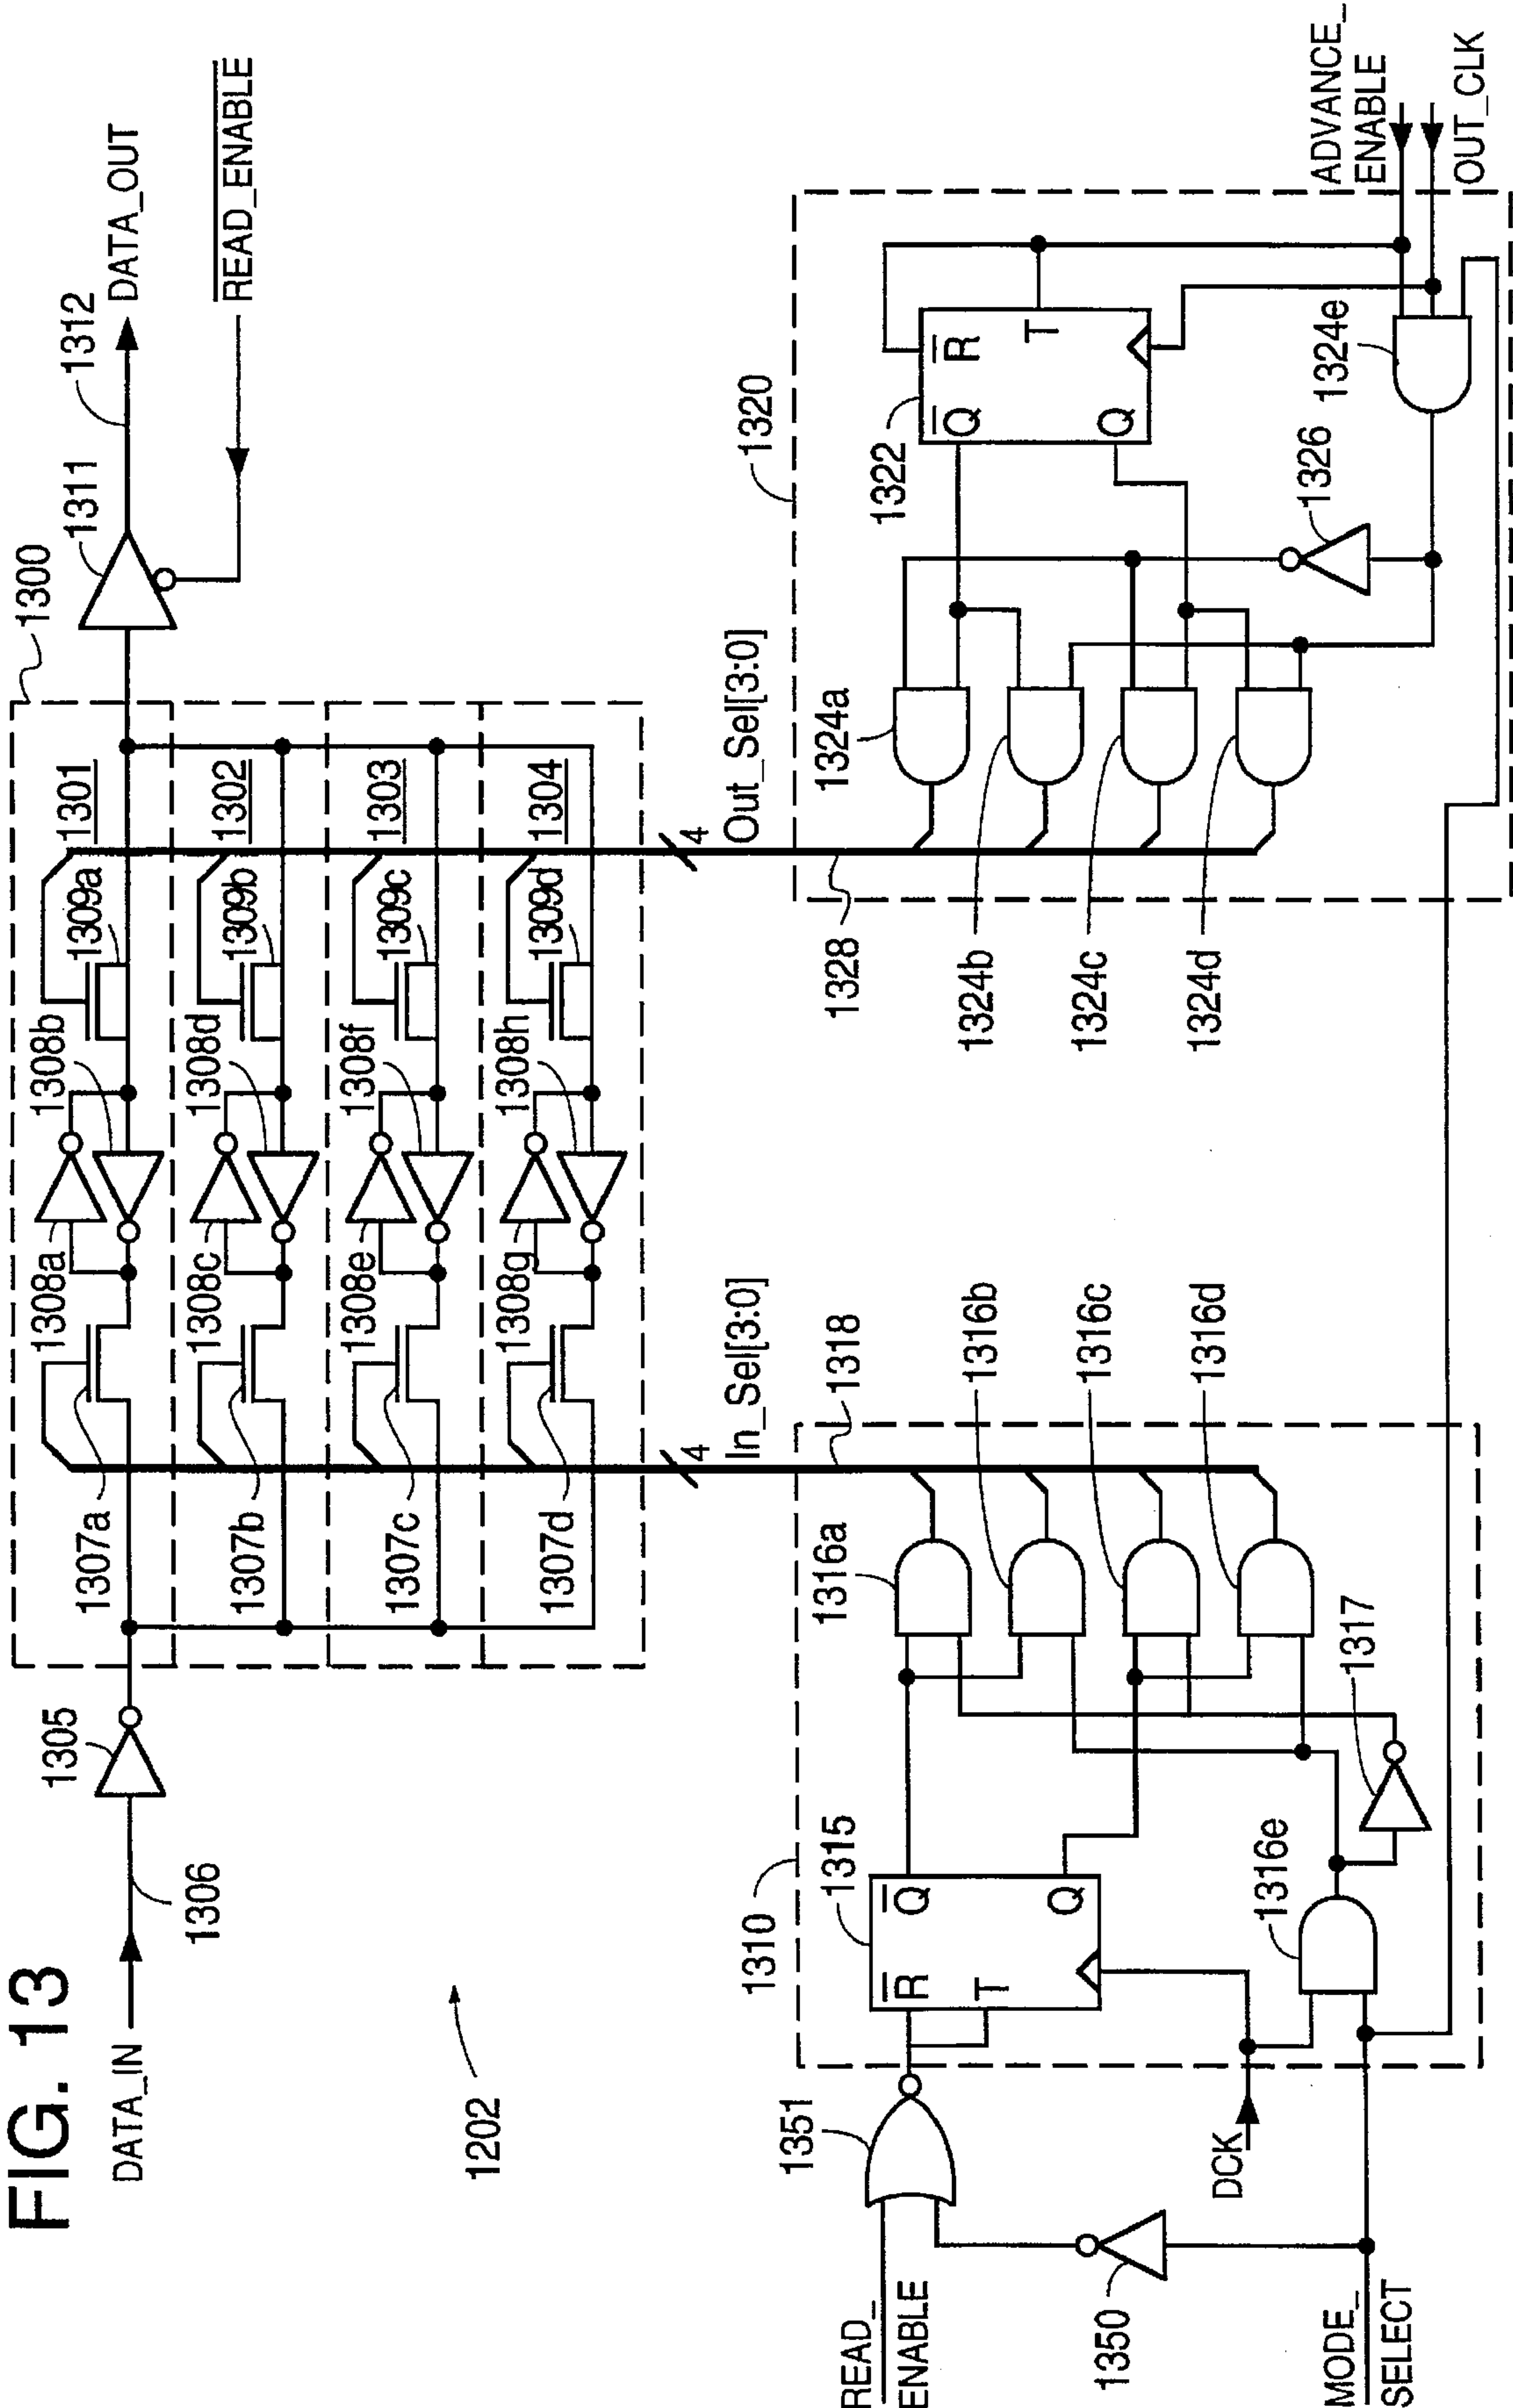 FIG. 13
DATA_IN
1306
1305
1202
1300
1301
1302
1303
1304
1307a
1307b
1307c
1307d
1308a
1308b
1308c
1308d
1308e
1308f
1308g
1308h
1309a
1309b
1309c
1309d
1311
1312
DATA_OUT
READ_ENABLE
In_Sel[3:0]
4
Out_Sel[3:0]
4
READ_
ENABLE
1351
1350
MODE_
SELECT
DCK
1310
1315
R
T
Q
Q
1316a
1316b
1316c
1316d
1316e
1317
1318
1320
1322
R
T
Q
Q
1324a
1324b
1324c
1324d
1324e
1326
1328
ADVANCE_
ENABLE
OUT_CLK